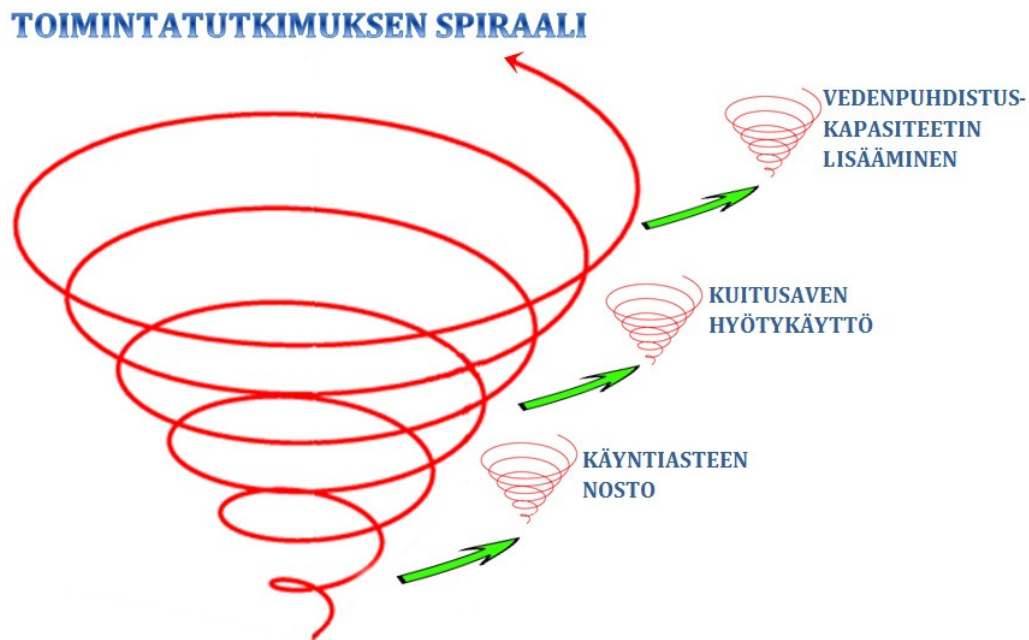 TOIMINTATUTKIMUKSEN SPIRAALI
VEDENPUHDISTUS-
KAPASITEETIN
LISÄÄMINEN
KUITUSAVEN
HYÖTYKÄYTTÖ
KÄYNTIASTEEN
NOSTO